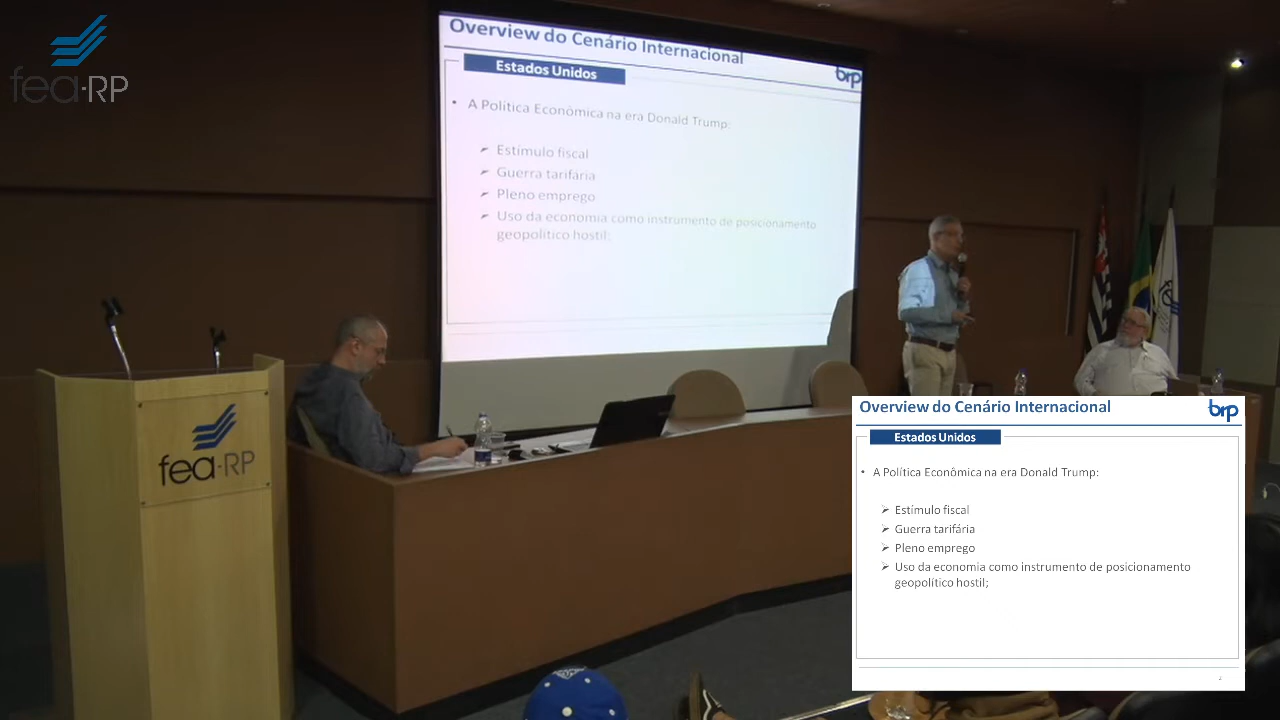 fea-RP
Overview do Cenário Internacional
Estados Unidos
brp
• A Política Econômica na era Donald Trump:
Estímulo fiscal
Guerra tarifária
Pleno emprego
Uso da economia como instrumento de posicionamento
geopolítico hostil;
fea-RP
Overview do Cenário Internacional
brp
Estados Unidos
• A Política Econômica na era Donald Trump:
➢ Estímulo fiscal
➢ Guerra tarifária
➢ Pleno emprego
➢ Uso da economia como instrumento de posicionamento
geopolítico hostil;